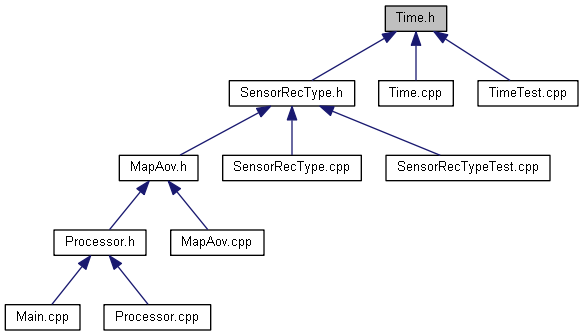 Time.h
SensorRecType.h
Time.cpp
TimeTest.cpp
MapAov.h
SensorRecType.cpp
SensorRecTypeTest.cpp
Processor.h
MapAov.cpp
Main.cpp
Processor.cpp